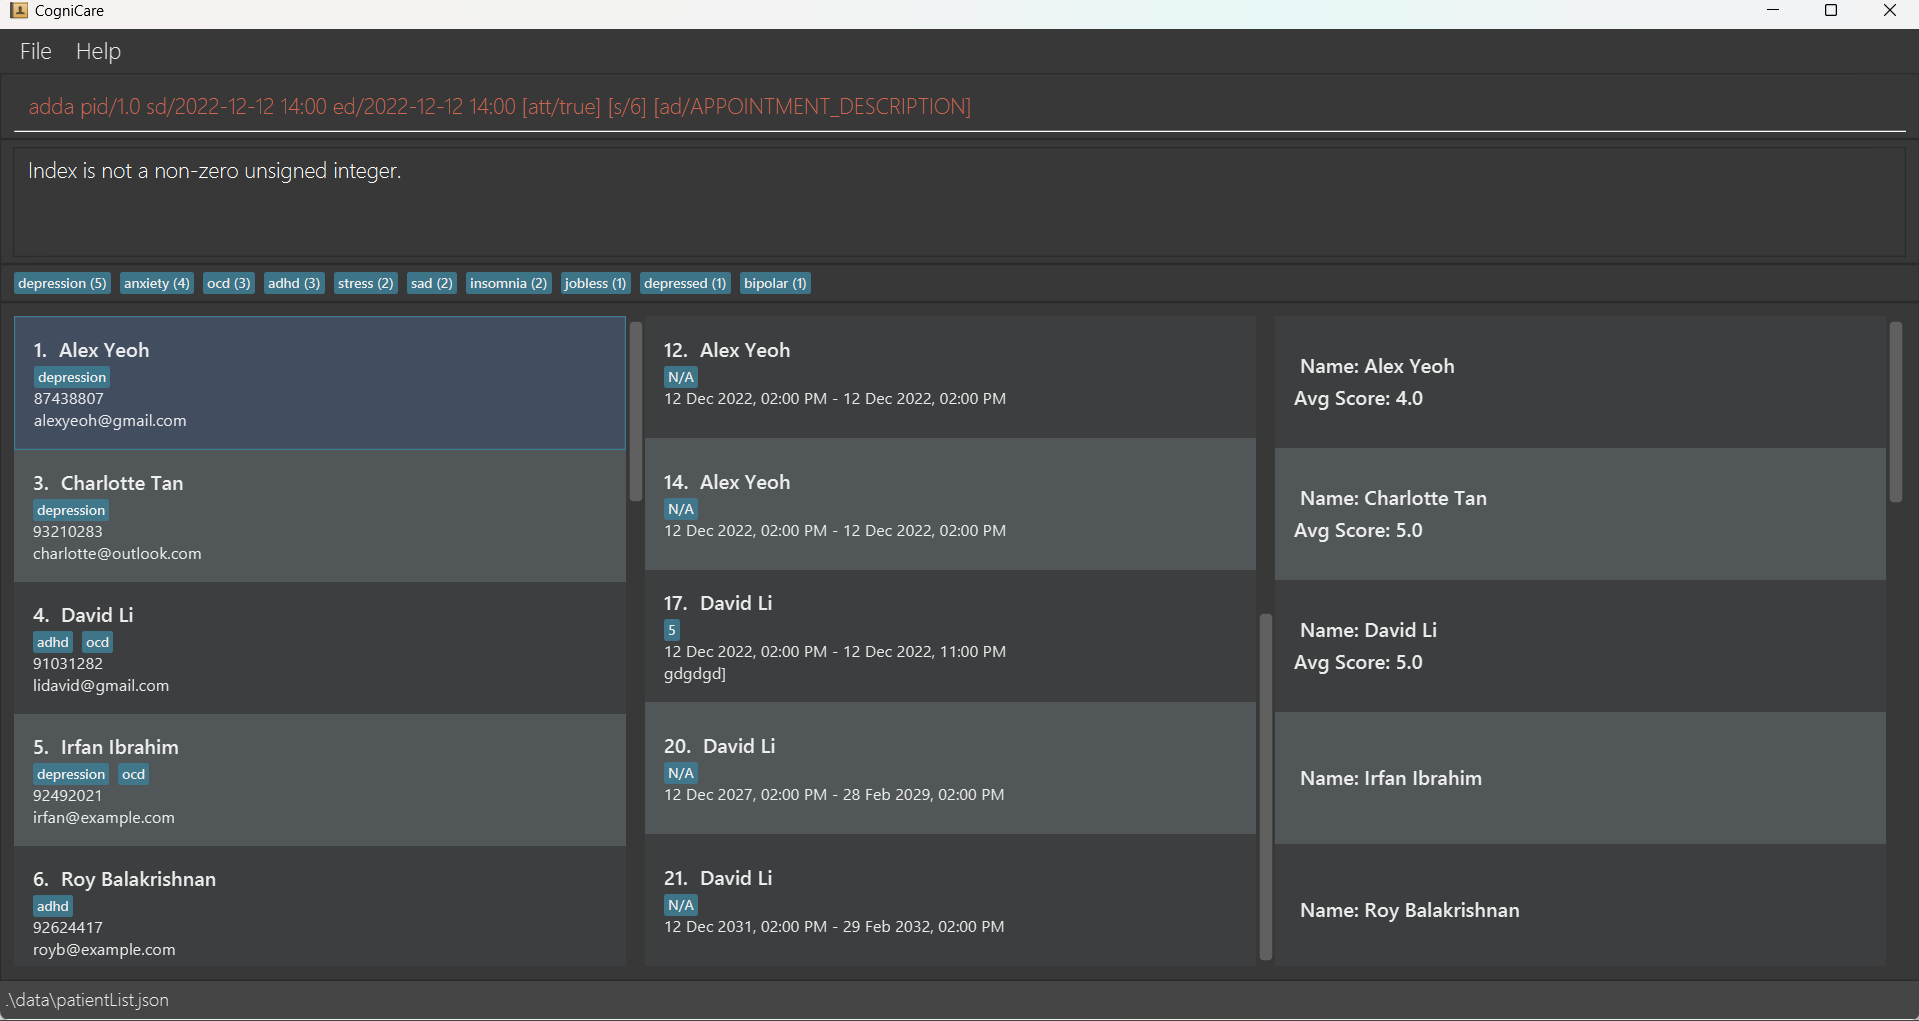 CogniCare
File Help
adda pid/1.0 sd/2022-12-12 14:00 ed/2022-12-12 14:00 [att/true] [s/6] [ad/APPOINTMENT_DESCRIPTION]
Index is not a non-zero unsigned integer.
depression (5) anxiety (4) ocd (3) adhd (3) stress (2) sad (2) insomnia (2) jobless (1) depressed (1) bipolar (1)
1. Alex Yeoh
depression
87438807
alexyeoh@gmail.com
3. Charlotte Tan
depression
93210283
charlotte@outlook.com
4. David Li
adhd ocd
91031282
lidavid@gmail.com
5. Irfan Ibrahim
depression ocd
92492021
irfan@example.com
6. Roy Balakrishnan
adhd
92624417
royb@example.com
12. Alex Yeoh
N/A
12 Dec 2022, 02:00 PM - 12 Dec 2022, 02:00 PM
14. Alex Yeoh
N/A
12 Dec 2022, 02:00 PM - 12 Dec 2022, 02:00 PM
17. David Li
5
12 Dec 2022, 02:00 PM - 12 Dec 2022, 11:00 PM
gdgdgd]
20. David Li
N/A
12 Dec 2027, 02:00 PM - 28 Feb 2029, 02:00 PM
21. David Li
N/A
12 Dec 2031, 02:00 PM - 29 Feb 2032, 02:00 PM
Name: Alex Yeoh
Avg Score: 4.0
Name: Charlotte Tan
Avg Score: 5.0
Name: David Li
Avg Score: 5.0
Name: Irfan Ibrahim
Name: Roy Balakrishnan
.\data\patientList.json